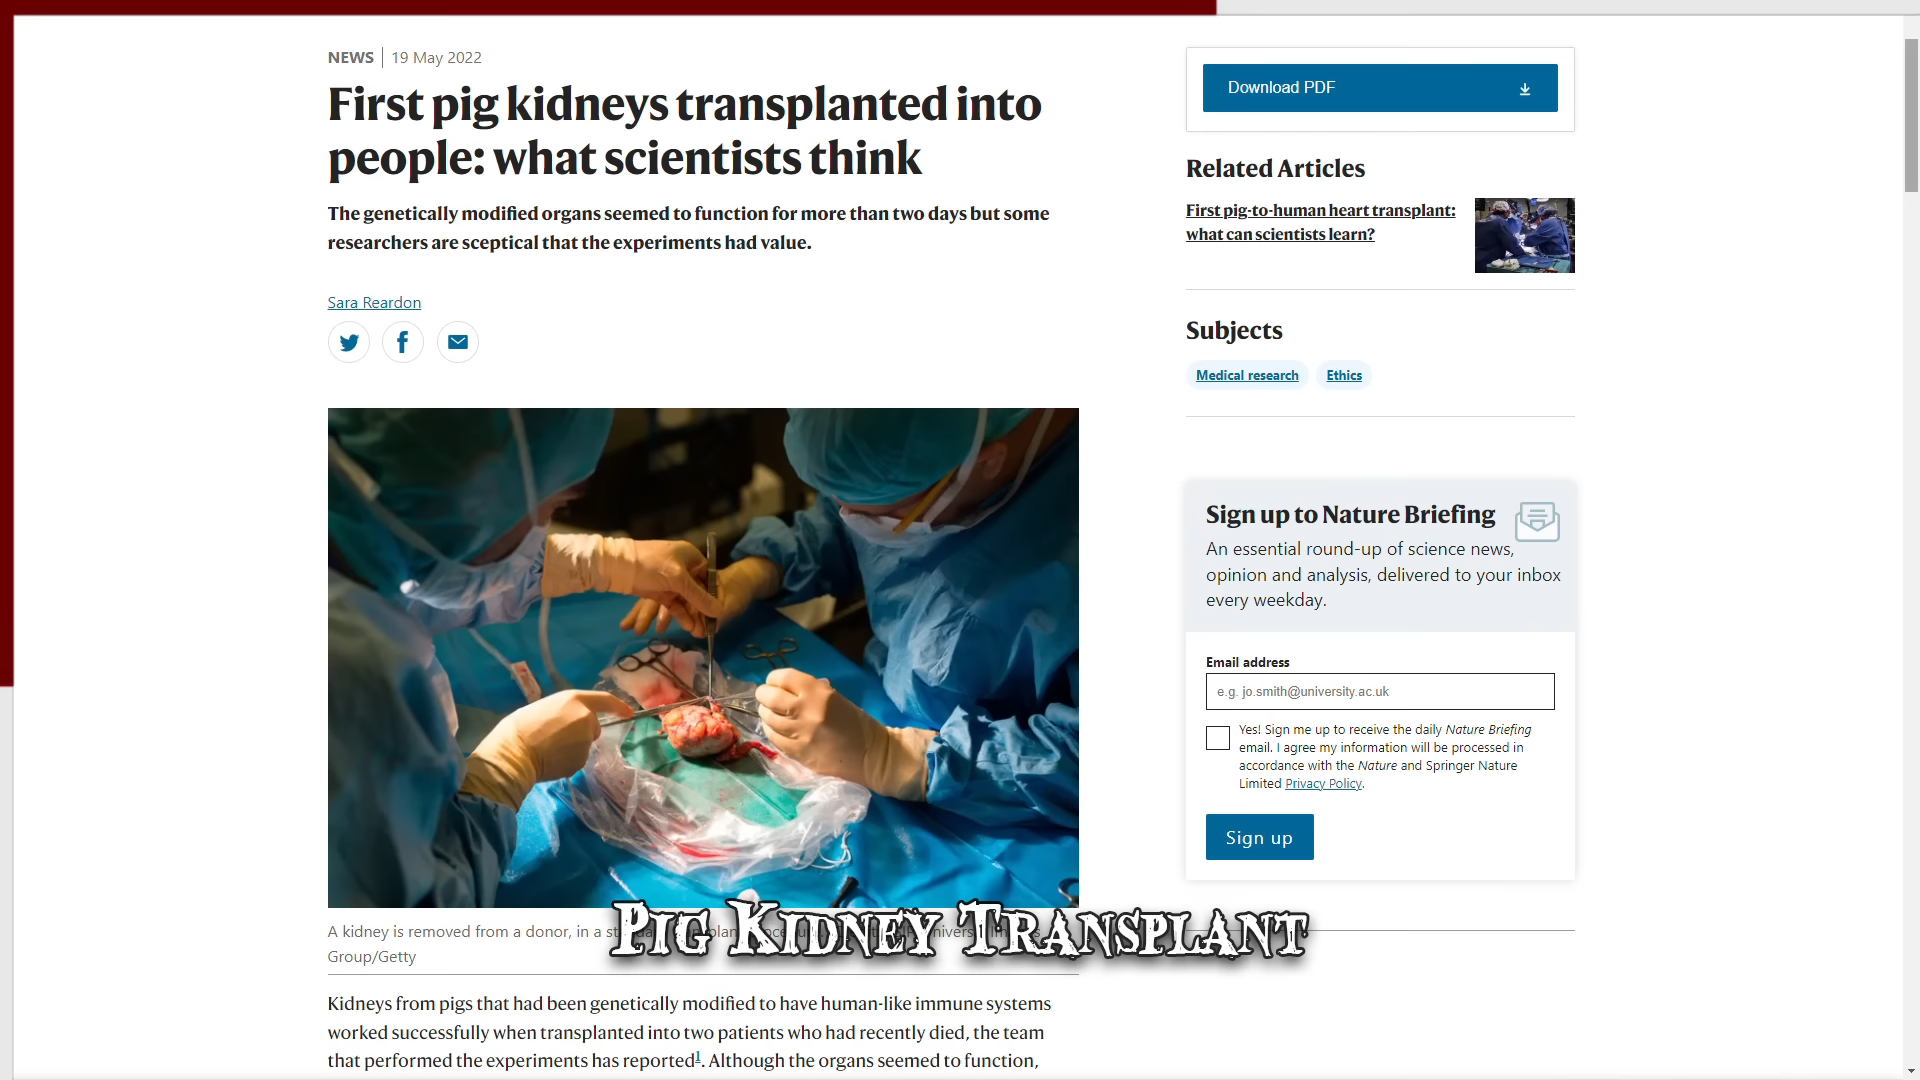 NEWS | 19 May 2022
First pig kidneys transplanted into
people: what scientists think
The genetically modified organs seemed to function for more than two days but some
researchers are sceptical that the experiments had value.
Sara Reardon
A kidney is removed from a donor, in a
Group/Getty
Pig Kidney Transplant
Kidneys from pigs that had been genetically modified to have human-like immune systems
worked successfully when transplanted into two patients who had recently died, the team
that performed the experiments has reported1. Although the organs seemed to function,
Download PDF
Related Articles
First pig-to-human heart transplant:
what can scientists learn?
Subjects
Medical research
Ethics
Sign up to Nature Briefing
An essential round-up of science news,
opinion and analysis, delivered to your inbox
every weekday.
Email address
e.g. jo.smith@university.ac.uk
Yes! Sign me up to receive the daily Nature Briefing
email. I agree my information will be processed in
accordance with the Nature and Springer Nature
Limited Privacy Policy.
Sign up